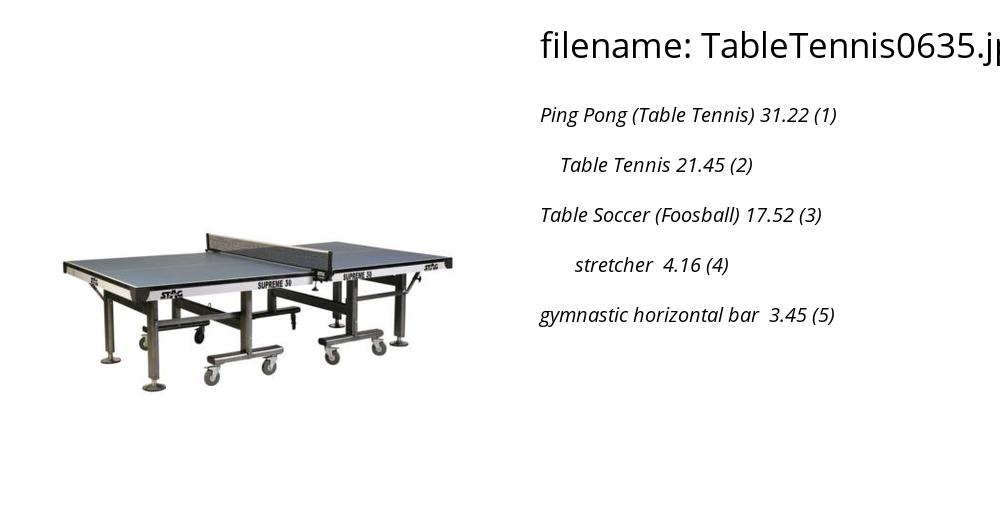 filename: TableTennis0635.jp
Ping Pong (Table Tennis) 31.22 (1)
Table Tennis 21.45 (2)
Table Soccer (Foosball) 17.52 (3)
stretcher 4.16 (4)
gymnastic horizontal bar 3.45 (5)
STAG SUPREME 50 SUPREME 50 STAG